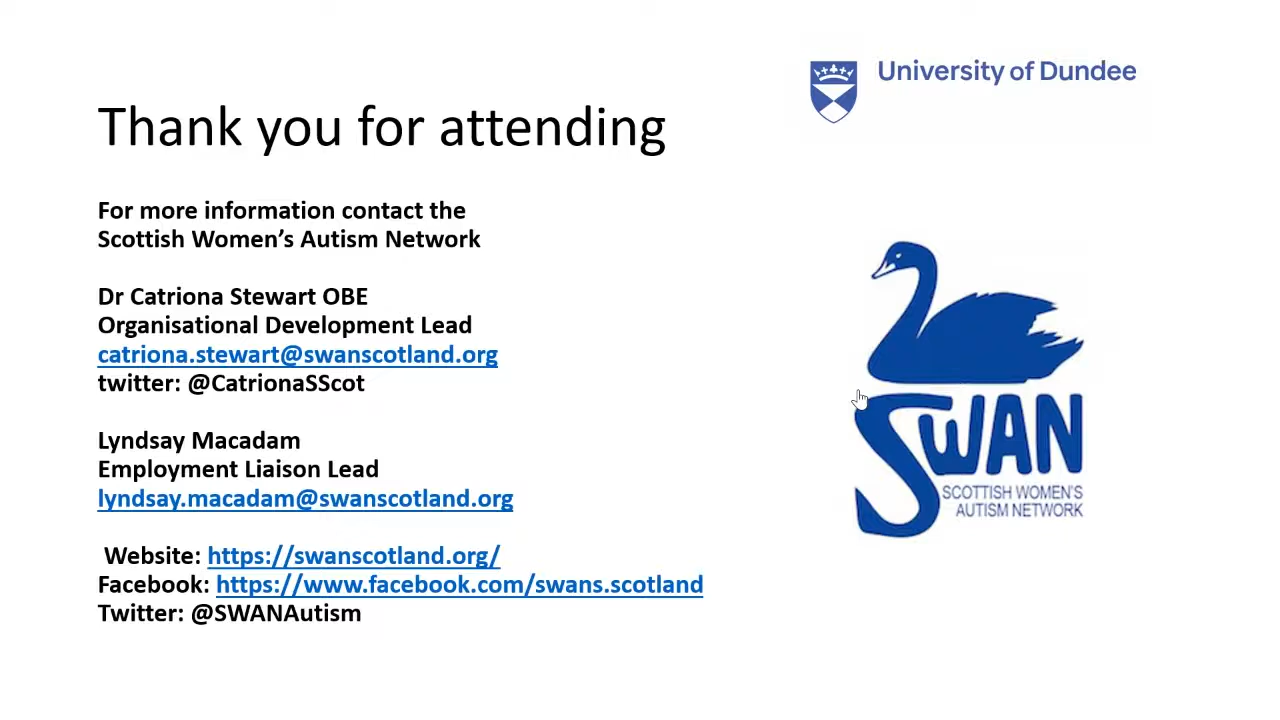 University of Dundee
Thank you for attending
For more information contact the
Scottish Women’s Autism Network
Dr Catriona Stewart OBE
Organisational Development Lead
catriona.stewart@swanscotland.org
twitter: @CatrionaSScot
Lyndsay Macadam
Employment Liaison Lead
lyndsay.macadam@swanscotland.org
Website: https://swanscotland.org/
Facebook: https://www.facebook.com/swans.scotland
Twitter: @SWANAutism
SWAN
SCOTTISH WOMEN'S
AUTISM NETWORK